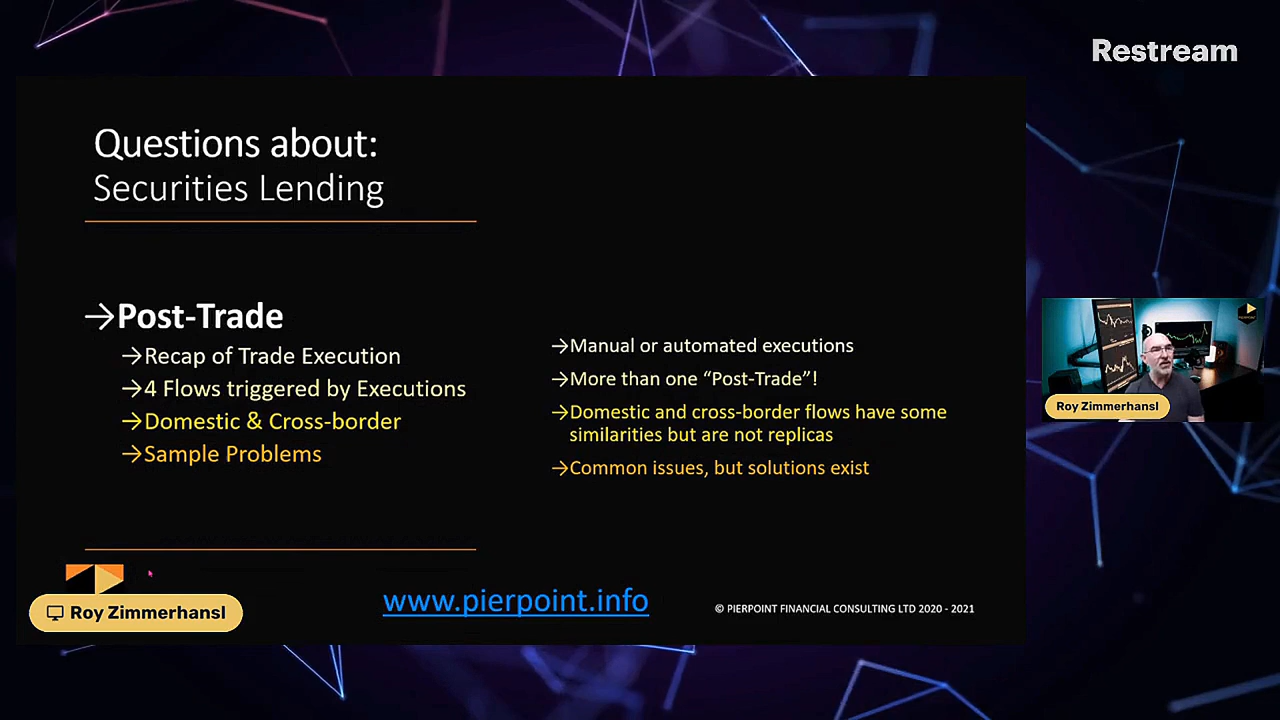 Restream
Questions about:
Securities Lending
→Post-Trade
→Recap of Trade Execution
→4 Flows triggered by Executions
→Domestic & Cross-border
→Sample Problems
→Manual or automated executions
→More than one “Post-Trade”!
→Domestic and cross-border flows have some
similarities but are not replicas
→Common issues, but solutions exist
Roy Zimmerhansl
Roy Zimmerhansl
www.pierpoint.info
© PIERPOINT FINANCIAL CONSULTING LTD 2020 - 2021